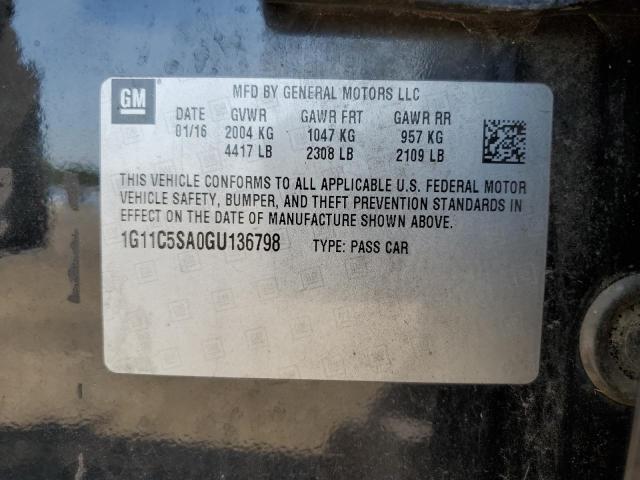 GM
MFD BY GENERAL MOTORS LLC
DATE GVWR GAWR FRT GAWR RR
01/16 2004 KG 1047 KG 957 KG
4417 LB 2308 LB 2109 LB
THIS VEHICLE CONFORMS TO ALL APPLICABLE U.S. FEDERAL MOTOR
VEHICLE SAFETY, BUMPER, AND THEFT PREVENTION STANDARDS IN
EFFECT ON THE DATE OF MANUFACTURE SHOWN ABOVE.
1G11C5SA0GU136798 TYPE: PASS CAR